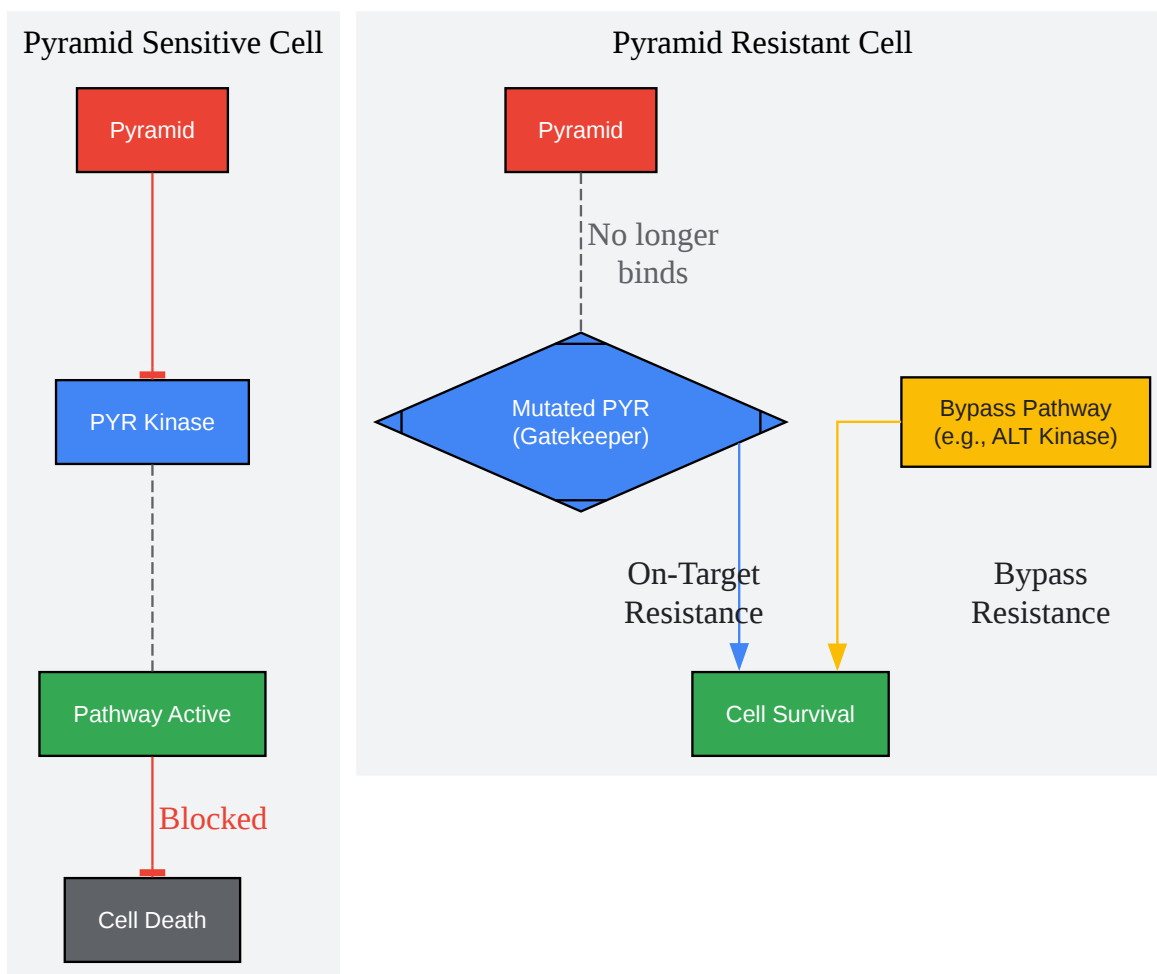 Pyramid Sensitive Cell
Pyramid
PYR Kinase
Pathway Active
Blocked
Cell Death
Pyramid Resistant Cell
Pyramid
No longer
binds
Mutated PYR
(Gatekeeper)
Bypass Pathway
(e.g., ALT Kinase)
On-Target
Resistance
Bypass
Resistance
Cell Survival